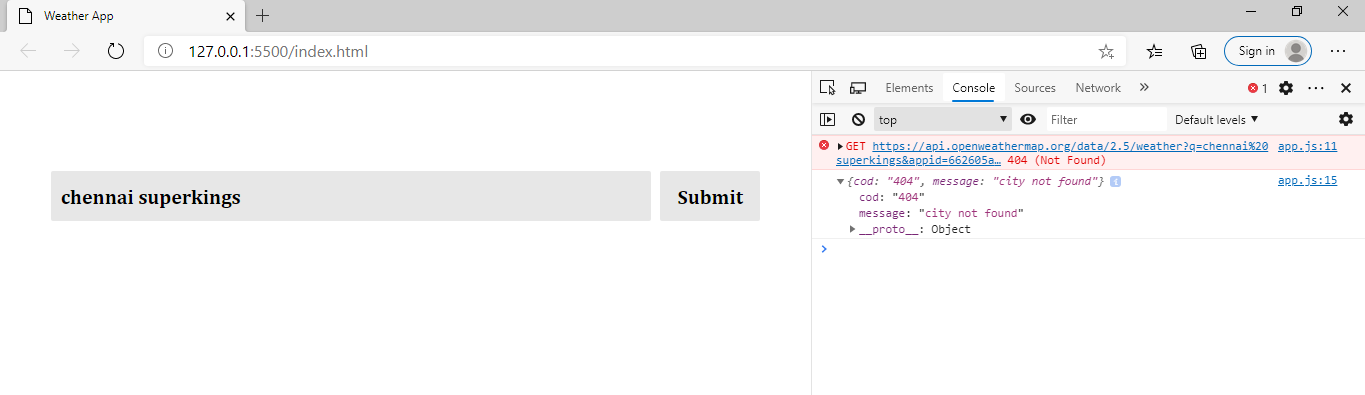 Weather App
127.0.0.1:5500/index.html
Sign in
Elements Console Sources Network 1
top Filter Default levels
GET https://api.openweathermap.org/data/2.5/weather?q=chennai%20 app.js:11
superkings&appid=662605a… 404 (Not Found)
{cod: "404", message: "city not found"} i app.js:15
cod: "404"
message: "city not found"
__proto__: Object
chennai superkings Submit